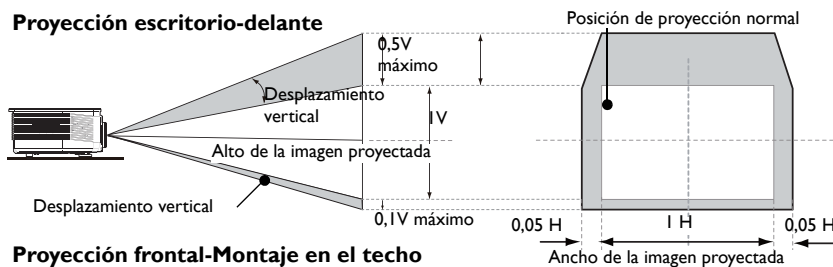 Proyección escritorio-delante
Posición de proyección normal
0,5V
máximo
Desplazamiento
vertical
1V
Alto de la imagen proyectada
Desplazamiento vertical
0,1V máximo
0,05 H
1 H
0,05 H
Ancho de la imagen proyectada
Proyección frontal-Montaje en el techo